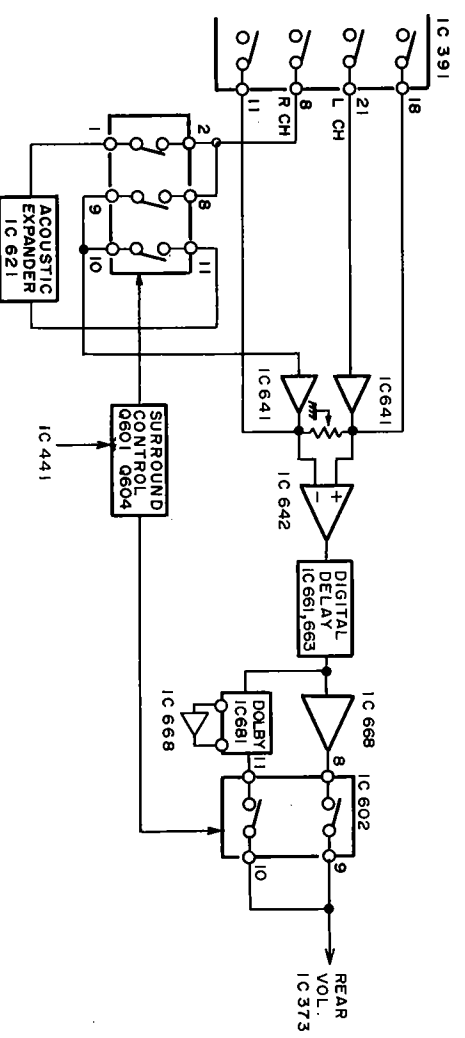 IC 391
18
21
L CH
8
R CH
11
IC641
IC641
+
−
IC 642
DIGITAL
DELAY
IC661,663
IC 668
8
IC 602
9
REAR
VOL.
IC 373
DOLBY
IC681
11
10
IC 668
2
8
11
1
9
10
ACOUSTIC
EXPANDER
IC 621
SURROUND
CONTROL
Q601 Q604
IC 441